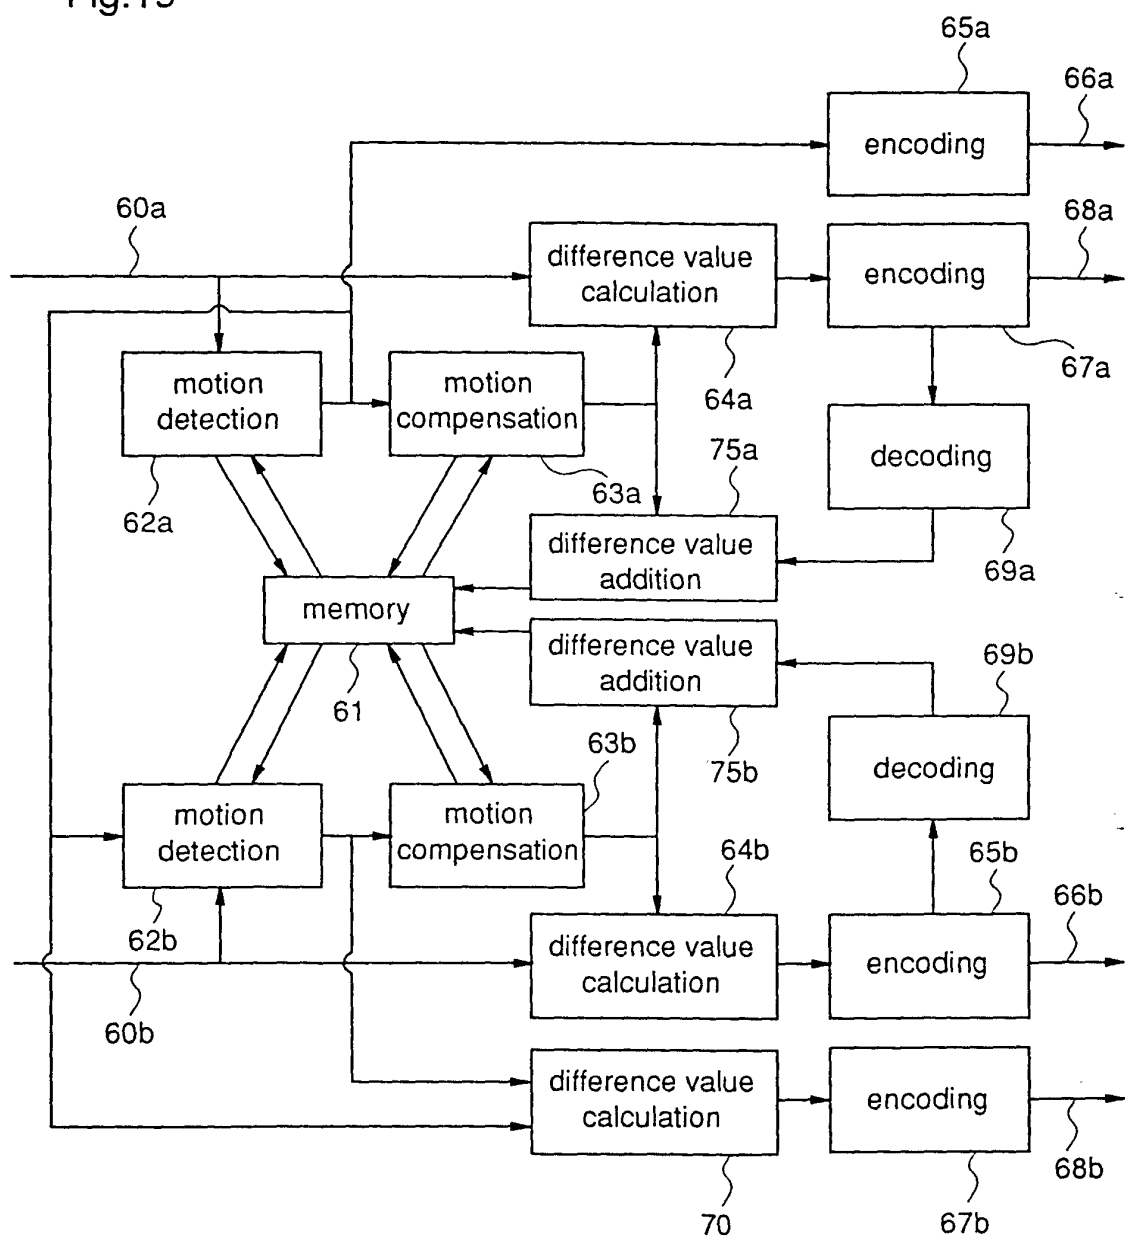 65a
66a
encoding
60a
68a
difference value
calculation
encoding
67a
motion
detection
motion
compensation
64a
75a
decoding
62a
63a
69a
difference value
addition
memory
difference value
addition
69b
61
63b
75b
decoding
motion
detection
motion
compensation
64b
65b
66b
62b
difference value
calculation
encoding
60b
difference value
calculation
encoding
68b
70
67b